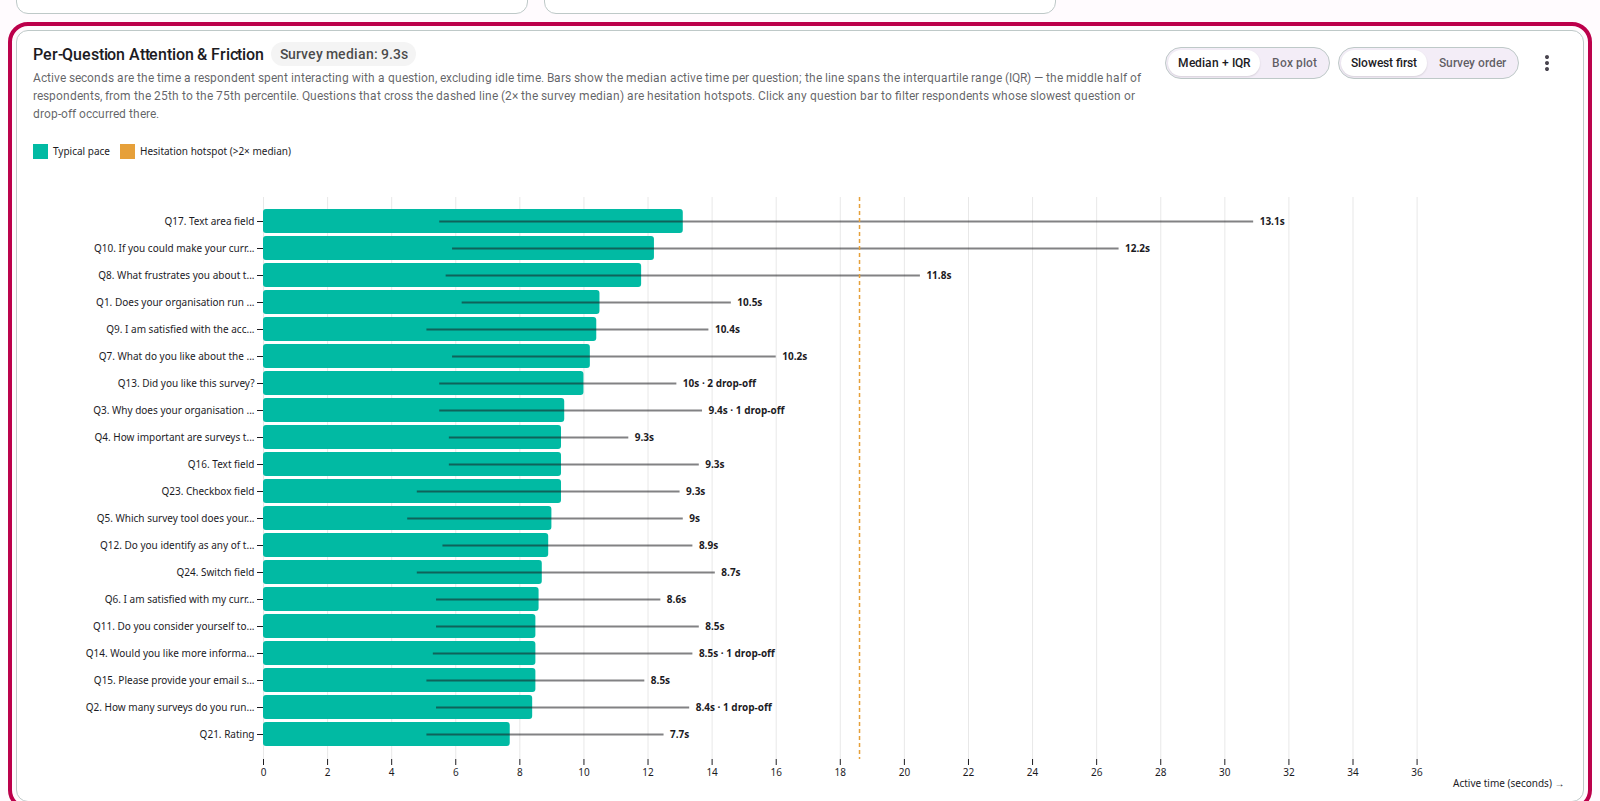 Per-Question Attention & Friction
Survey median: 9.3s
Median + IQR
Box plot
Slowest first
Survey order
Active seconds are the time a respondent spent interacting with a question, excluding idle time. Bars show the median active time per question; the line spans the interquartile range (IQR) — the middle half of
respondents, from the 25th to the 75th percentile. Questions that cross the dashed line (2× the survey median) are hesitation hotspots. Click any question bar to filter respondents whose slowest question or
drop-off occurred there.
Typical pace
Hesitation hotspot (>2× median)
Q17. Text area field 13.1s
Q10. If you could make your curr... 12.2s
Q8. What frustrates you about t... 11.8s
Q1. Does your organisation run ... 10.5s
Q9. I am satisfied with the acc... 10.4s
Q7. What do you like about the ... 10.2s
Q13. Did you like this survey? 10s · 2 drop-off
Q3. Why does your organisation ... 9.4s · 1 drop-off
Q4. How important are surveys t... 9.3s
Q16. Text field 9.3s
Q23. Checkbox field 9.3s
Q5. Which survey tool does your... 9s
Q12. Do you identify as any of t... 8.9s
Q24. Switch field 8.7s
Q6. I am satisfied with my curr... 8.6s
Q11. Do you consider yourself to... 8.5s
Q14. Would you like more informa... 8.5s · 1 drop-off
Q15. Please provide your email s... 8.5s
Q2. How many surveys do you run... 8.4s · 1 drop-off
Q21. Rating 7.7s
0 2 4 6 8 10 12 14 16 18 20 22 24 26 28 30 32 34 36
Active time (seconds) →